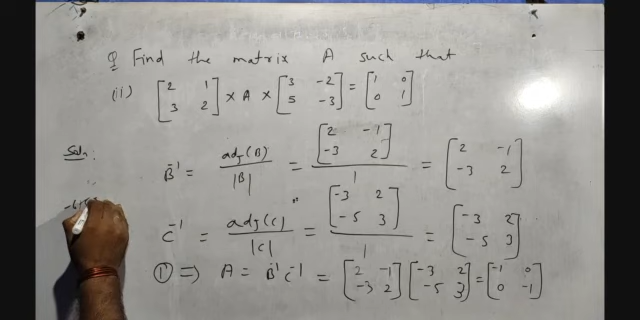 Q Find the matrix A such that
(ii) [2 1; 3 2] × A × [3 -2; 5 -3] = [1 0; 0 1]
Soln:
B⁻¹ = adj(B) / |B| = [2 -1; -3 2] / 1 = [2 -1; -3 2]
C⁻¹ = adj(C) / |C| = [-3 2; -5 3] / 1 = [-3 2; -5 3]
① ⇒ A = B⁻¹ C⁻¹ = [2 -1; -3 2] [-3 2; -5 3] = [-1 0; 0 -1]